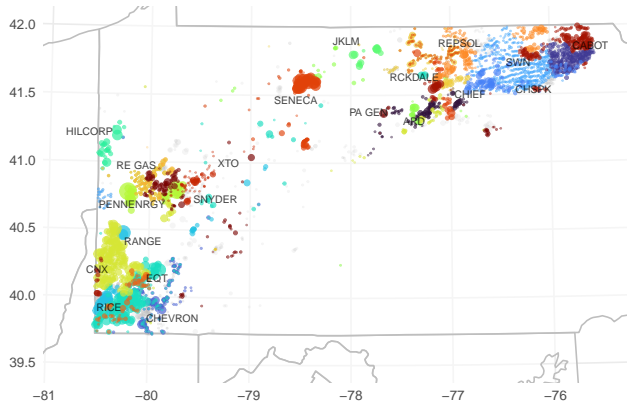 42.0
JKLM
REPSOL
CABOT
SWN
RCKDALE
41.5
SENECA
CHIEF
CHSPK
PA GEN
ARD
HILCORP
41.0
RE GAS
XTO
PENNENRGY
SNYDER
40.5
RANGE
CNX
EQT
40.0
RICE
CHEVRON
39.5
−81
−80
−79
−78
−77
−76